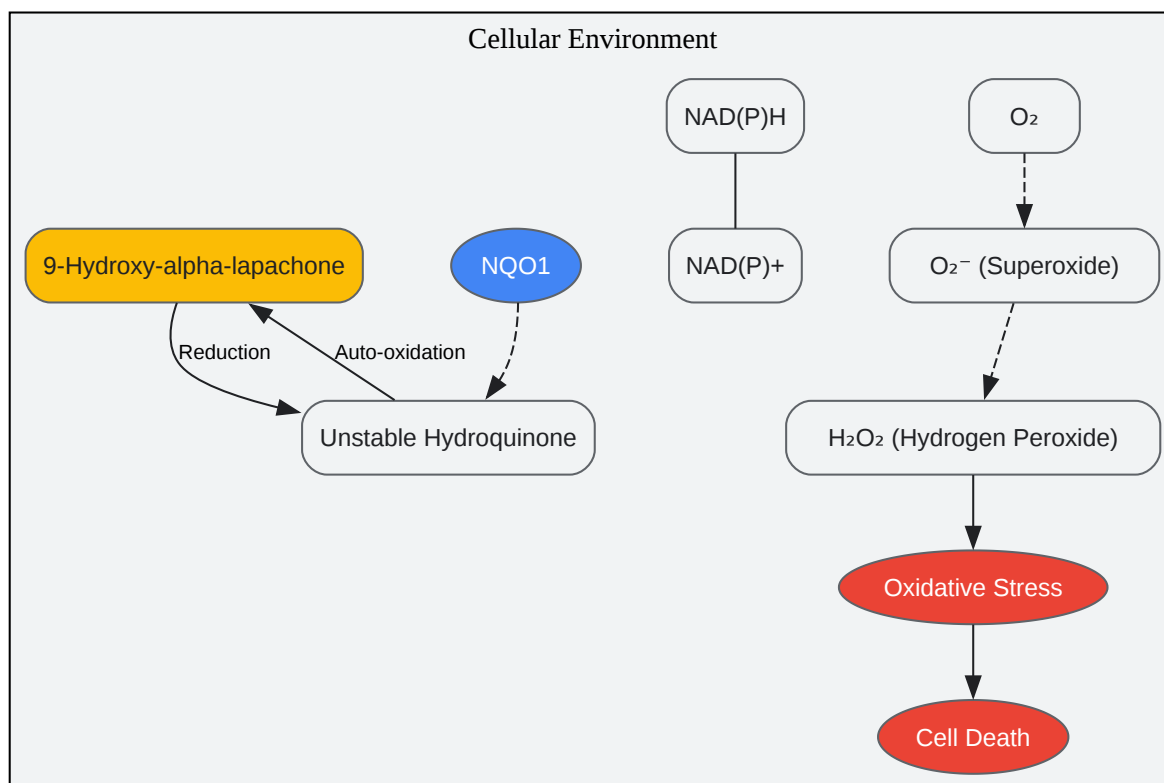 Cellular Environment
NAD(P)H
O₂
9-Hydroxy-alpha-lapachone
NQO1
NAD(P)+
O₂⁻ (Superoxide)
Reduction
Auto-oxidation
Unstable Hydroquinone
H₂O₂ (Hydrogen Peroxide)
Oxidative Stress
Cell Death